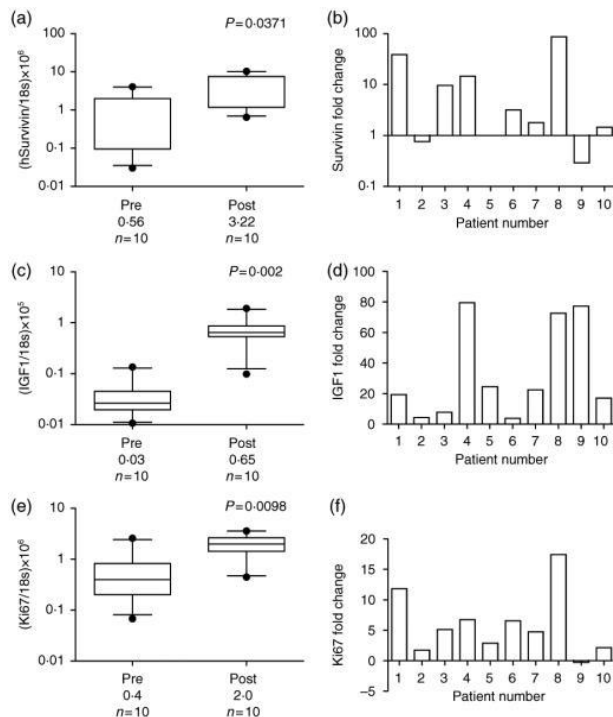 (a)
P=0·0371
(hSurvivin/18s)×10⁶
100
10
1
0·1
0·01
Pre
Post
0·56
3·22
n=10
n=10
(b)
Survivin fold change
100
10
1
0·1
1 2 3 4 5 6 7 8 9 10
Patient number
(c)
P=0·002
(IGF1/18s)×10⁵
10
1
0·1
0·01
Pre
Post
0·03
0·65
n=10
n=10
(d)
IGF1 fold change
100
80
60
40
20
0
1 2 3 4 5 6 7 8 9 10
Patient number
(e)
P=0·0098
(Ki67/18s)×10⁶
10
1
0·1
0·01
Pre
Post
0·4
2·0
n=10
n=10
(f)
Ki67 fold change
20
15
10
5
0
−5
1 2 3 4 5 6 7 8 9 10
Patient number